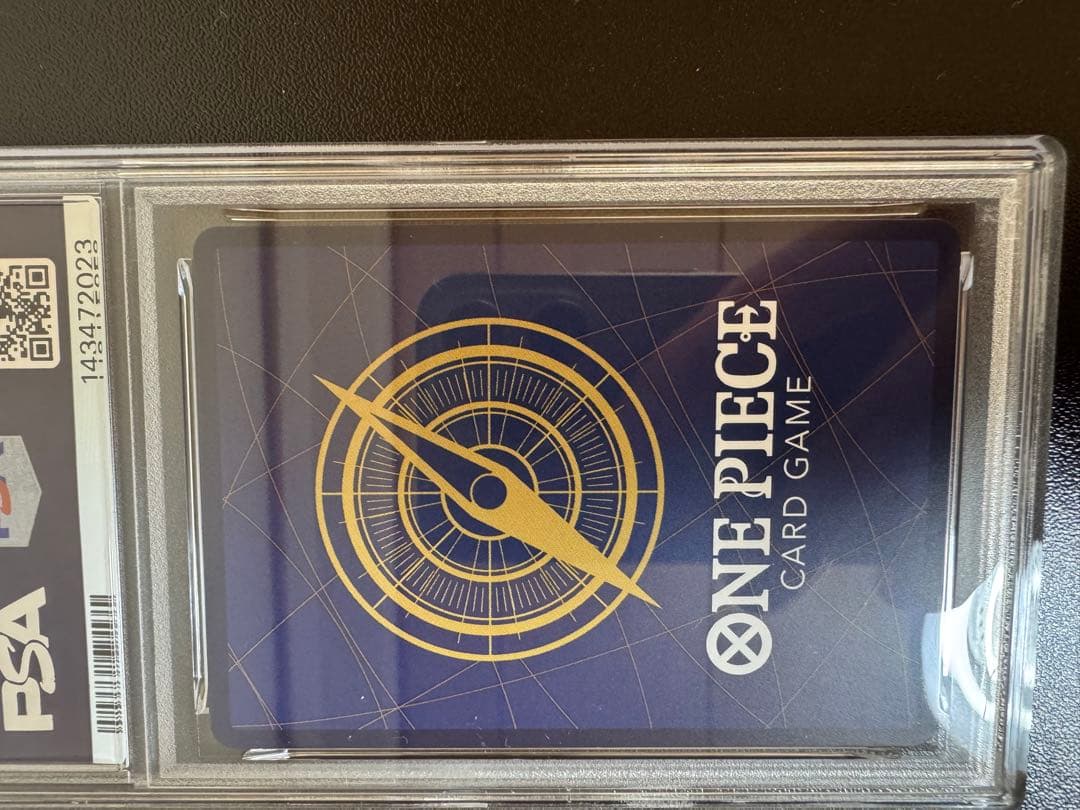 PSA
143472023
ONE PIECE
CARD GAME